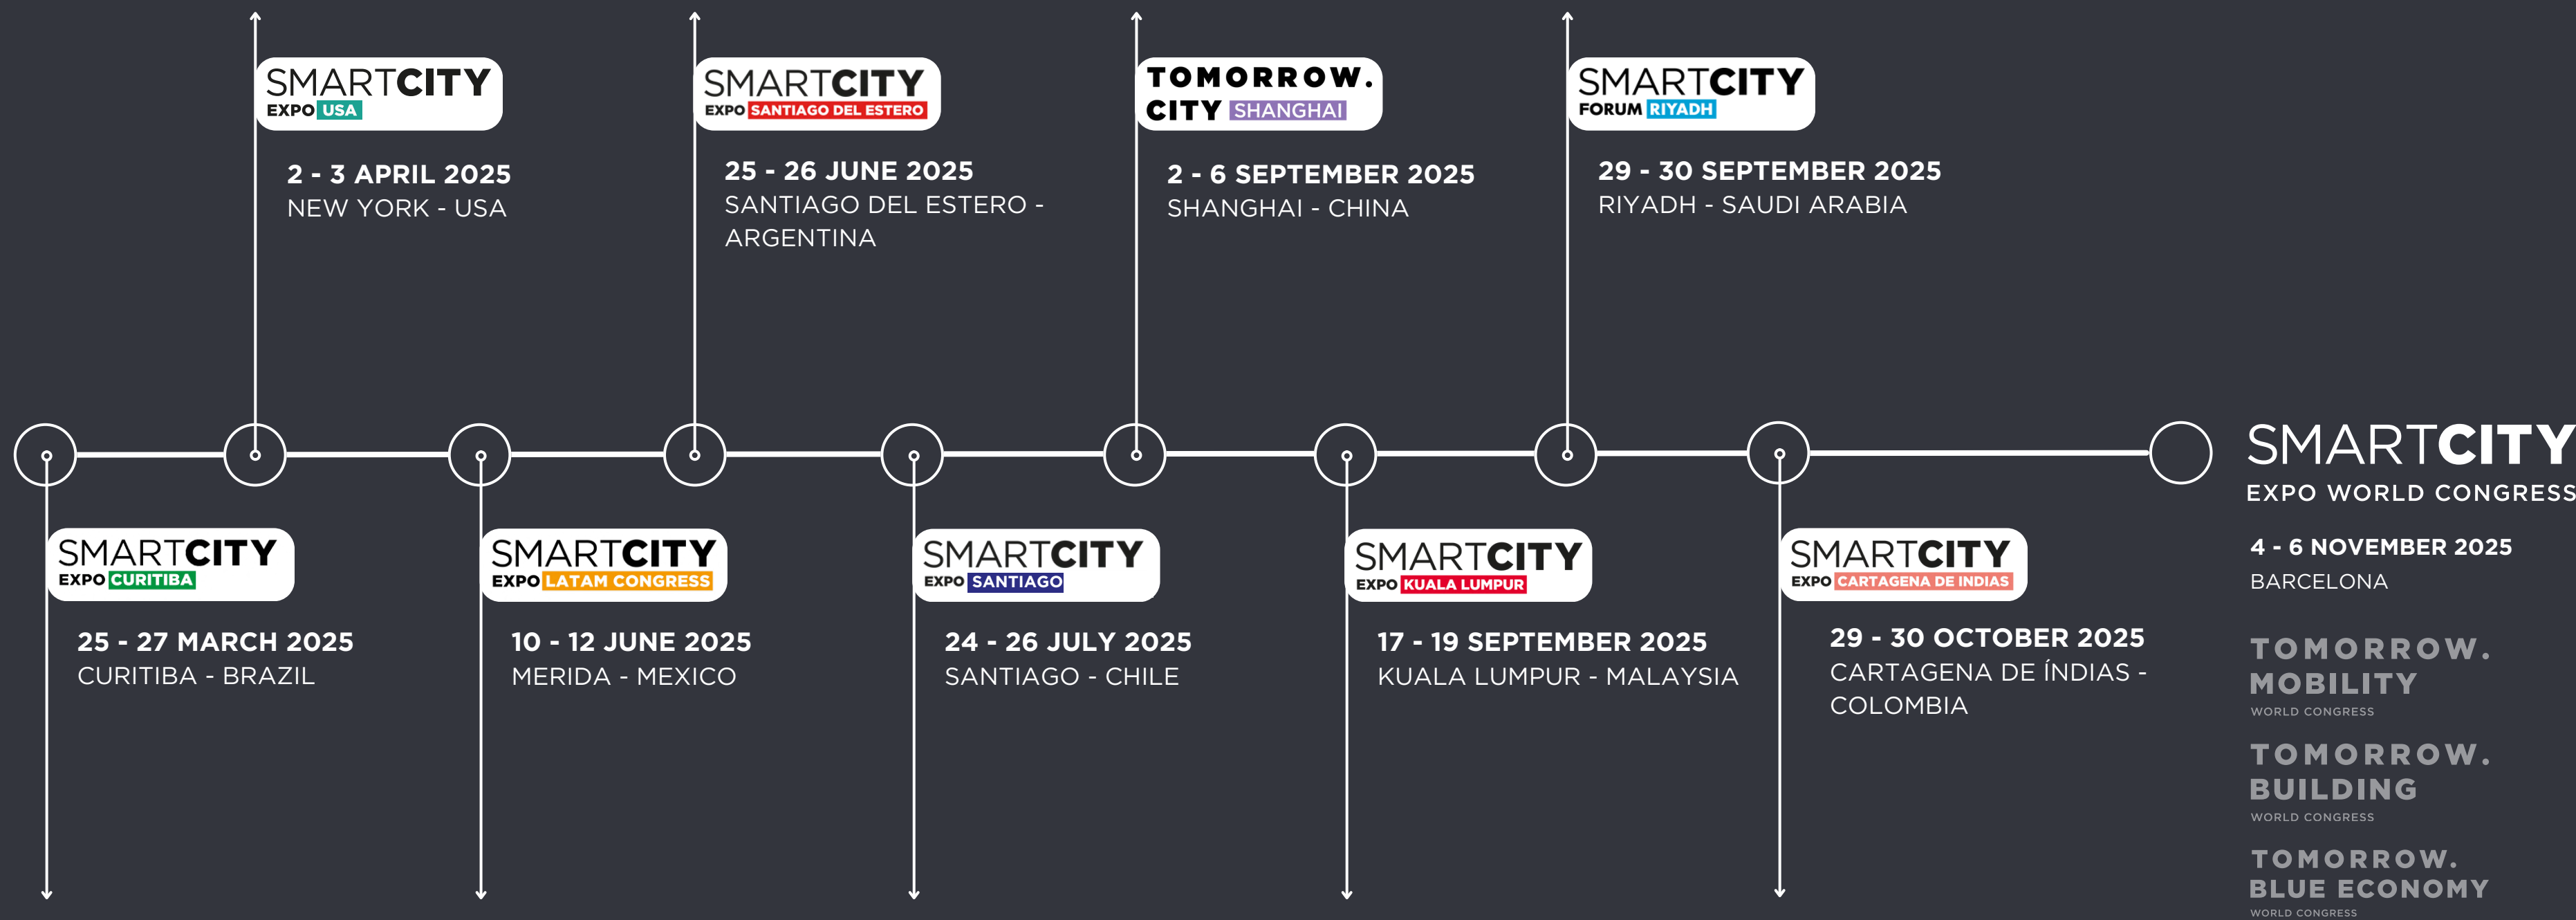 SMARTCITY
EXPO USA
2 - 3 APRIL 2025
NEW YORK - USA
SMARTCITY
EXPO SANTIAGO DEL ESTERO
25 - 26 JUNE 2025
SANTIAGO DEL ESTERO -
ARGENTINA
TOMORROW.
CITY SHANGHAI
2 - 6 SEPTEMBER 2025
SHANGHAI - CHINA
SMARTCITY
FORUM RIYADH
29 - 30 SEPTEMBER 2025
RIYADH - SAUDI ARABIA
SMARTCITY
EXPO CURITIBA
25 - 27 MARCH 2025
CURITIBA - BRAZIL
SMARTCITY
EXPO LATAM CONGRESS
10 - 12 JUNE 2025
MERIDA - MEXICO
SMARTCITY
EXPO SANTIAGO
24 - 26 JULY 2025
SANTIAGO - CHILE
SMARTCITY
EXPO KUALA LUMPUR
17 - 19 SEPTEMBER 2025
KUALA LUMPUR - MALAYSIA
SMARTCITY
EXPO CARTAGENA DE INDIAS
29 - 30 OCTOBER 2025
CARTAGENA DE ÍNDIAS -
COLOMBIA
SMARTCITY
EXPO WORLD CONGRESS
4 - 6 NOVEMBER 2025
BARCELONA
TOMORROW.
MOBILITY
WORLD CONGRESS
TOMORROW.
BUILDING
WORLD CONGRESS
TOMORROW.
BLUE ECONOMY
WORLD CONGRESS